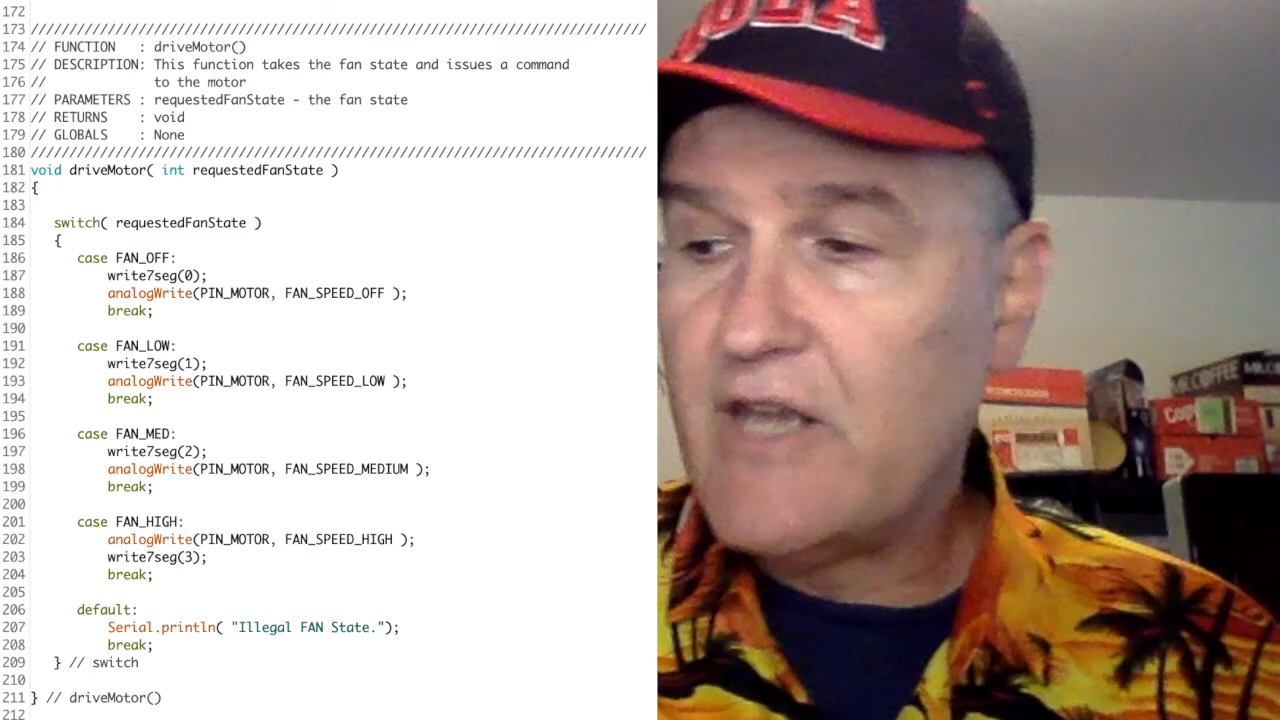 172
173 ////////////////////////////////////////////////////////////////////////////////
174 // FUNCTION   : driveMotor()
175 // DESCRIPTION: This function takes the fan state and issues a command
176 //              to the motor
177 // PARAMETERS : requestedFanState - the fan state
178 // RETURNS    : void
179 // GLOBALS    : None
180 ////////////////////////////////////////////////////////////////////////////////
181 void driveMotor( int requestedFanState )
182 {
183
184    switch( requestedFanState )
185    {
186       case FAN_OFF:
187           write7seg(0);
188           analogWrite(PIN_MOTOR, FAN_SPEED_OFF );
189           break;
190
191       case FAN_LOW:
192           write7seg(1);
193           analogWrite(PIN_MOTOR, FAN_SPEED_LOW );
194           break;
195
196       case FAN_MED:
197           write7seg(2);
198           analogWrite(PIN_MOTOR, FAN_SPEED_MEDIUM );
199           break;
200
201       case FAN_HIGH:
202           analogWrite(PIN_MOTOR, FAN_SPEED_HIGH );
203           write7seg(3);
204           break;
205
206       default:
207           Serial.println( "Illegal FAN State.");
208           break;
209    } // switch
210
211 } // driveMotor()
212
MR.COFFEE